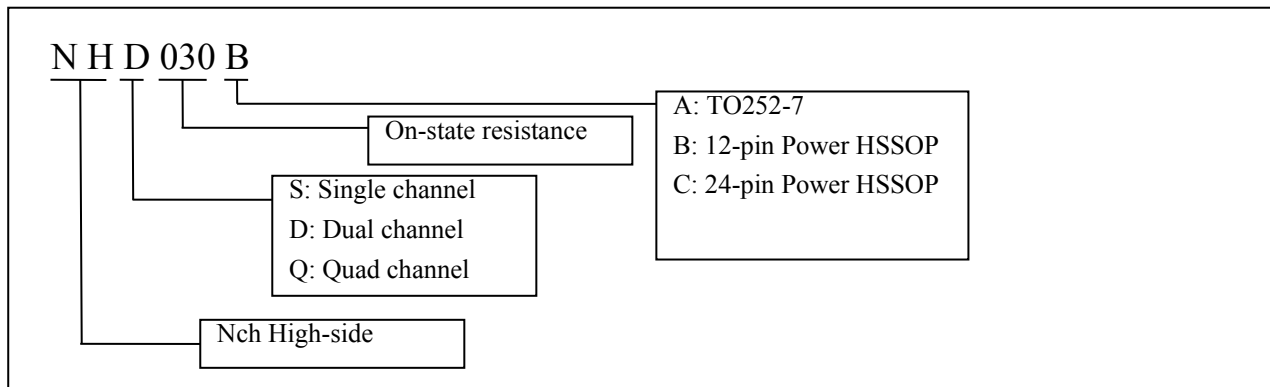 N H D 030 B
A: TO252-7
B: 12-pin Power HSSOP
C: 24-pin Power HSSOP
On-state resistance
S: Single channel
D: Dual channel
Q: Quad channel
Nch High-side